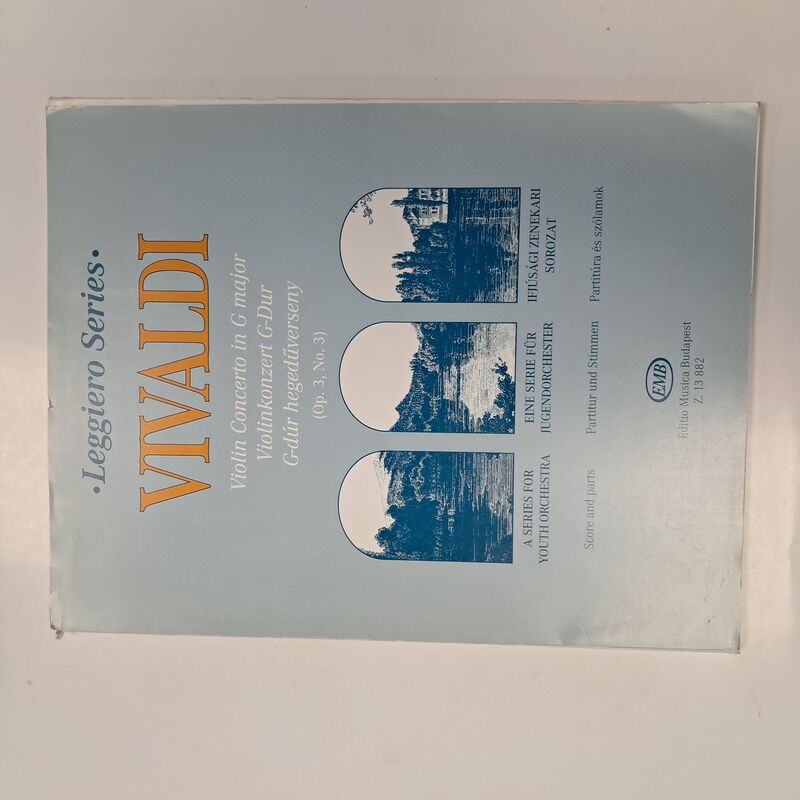 •Leggiero Series•
VIVALDI
Violin Concerto in G major
Violinkonzert G-Dur
G-dúr hegedűverseny
(Op. 3, No. 3)
A SERIES FOR
YOUTH ORCHESTRA
EINE SERIE FÜR
JUGENDORCHESTER
IFJÚSÁGI ZENEKARI
SOROZAT
Score and parts
Partitur und Stimmen
Partitúra és szólamok
EMB
Editio Musica Budapest
Z. 13 882